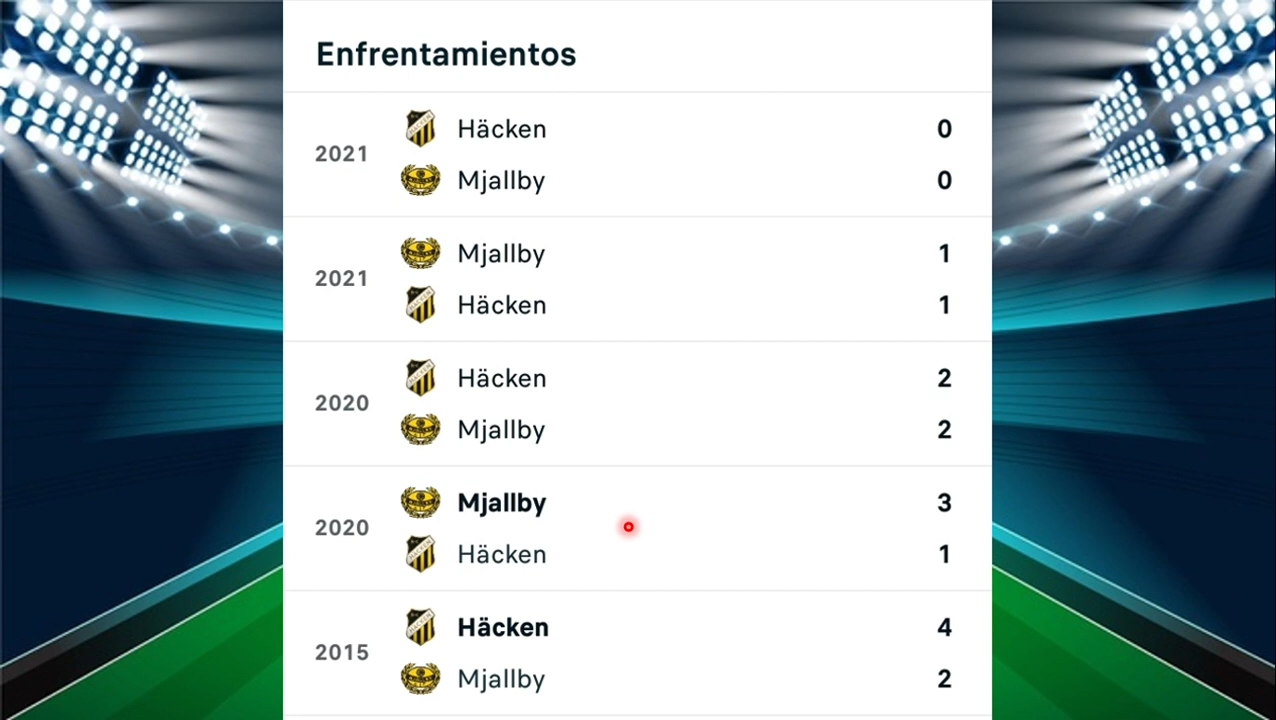 Enfrentamientos
2021
Häcken 0
Mjallby 0
2021
Mjallby 1
Häcken 1
2020
Häcken 2
Mjallby 2
2020
Mjallby 3
Häcken 1
2015
Häcken 4
Mjallby 2